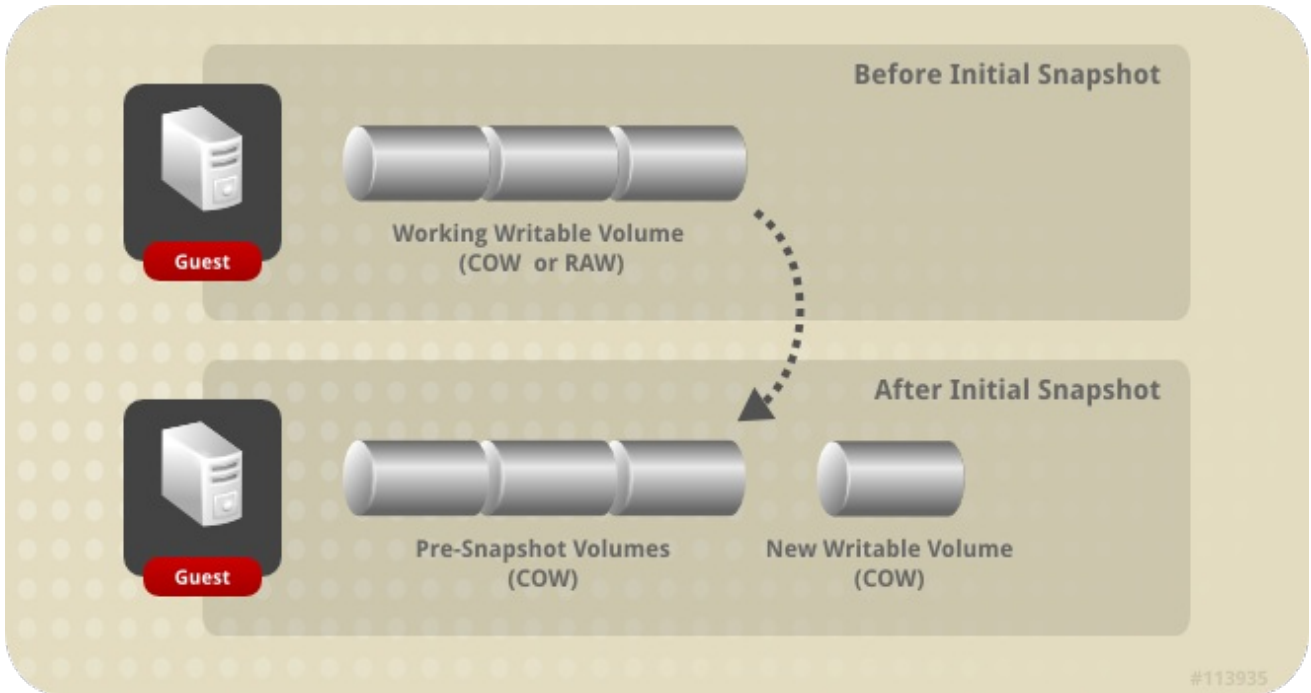 Before Initial Snapshot
Guest
Working Writable Volume
(COW or RAW)
After Initial Snapshot
Guest
Pre-Snapshot Volumes
(COW)
New Writable Volume
(COW)
#113935